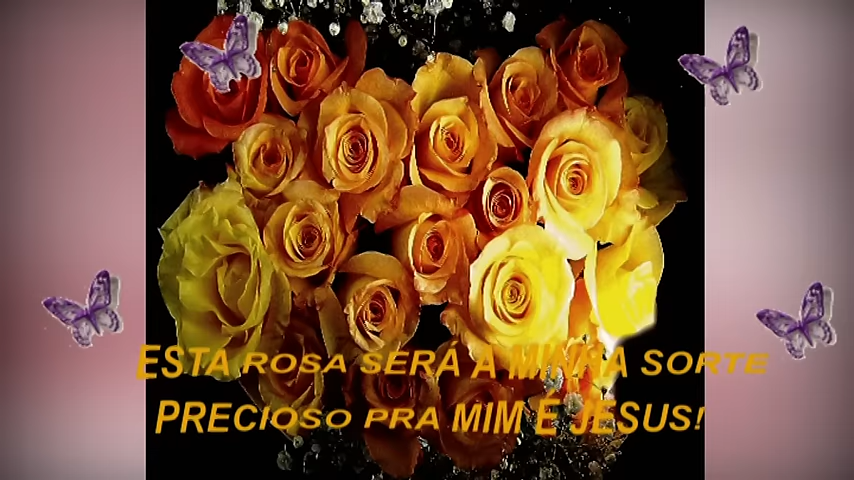 ESTA ROSA SERÁ A MINHA SORTE
PRECIOSO PRA MIM É JESUS!